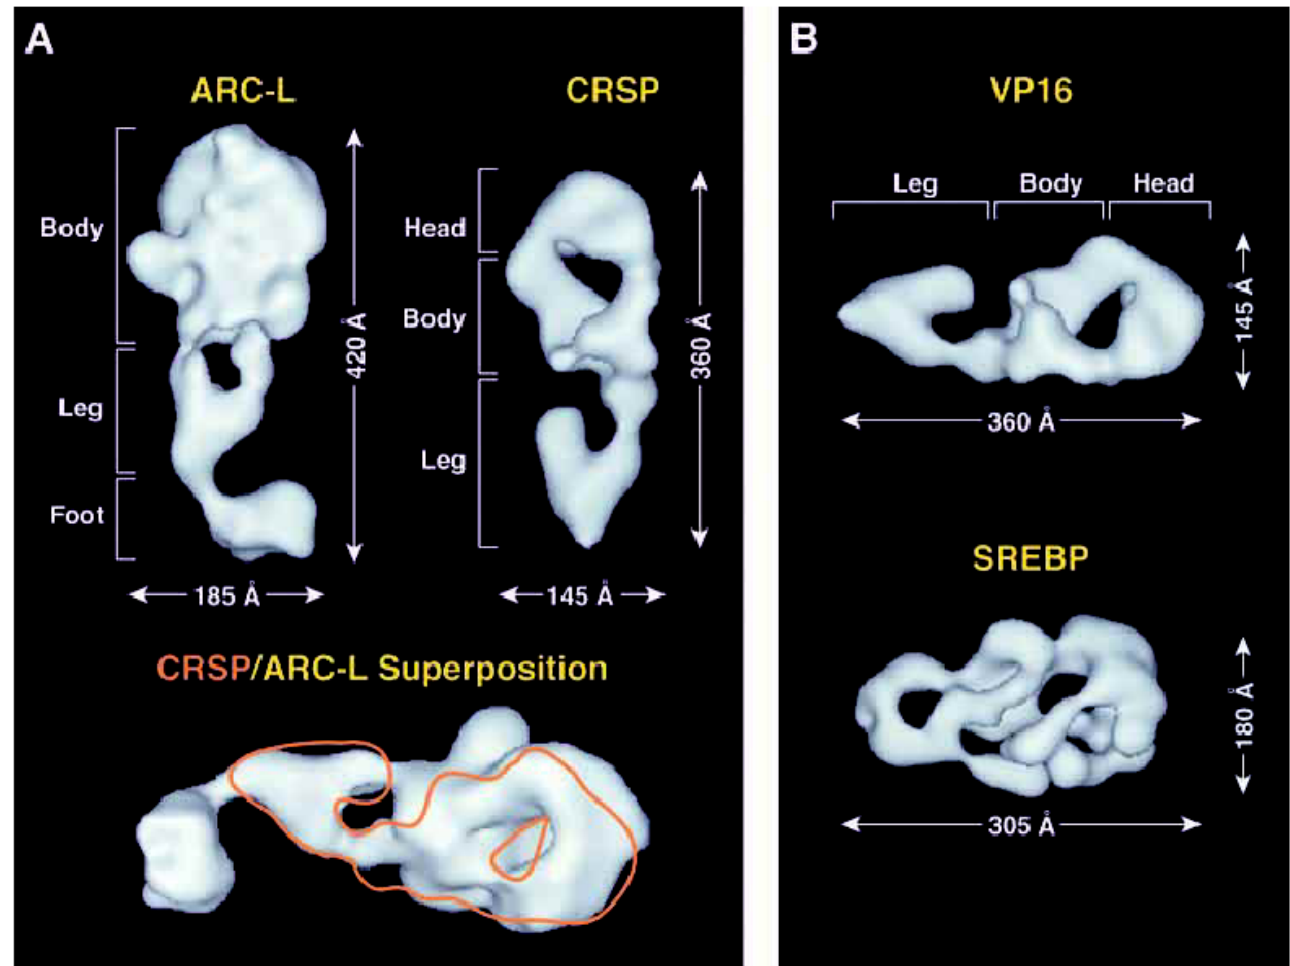 A
ARC-L
CRSP
Body
Leg
Foot
420 Å
185 Å
Head
Body
Leg
360 Å
145 Å
CRSP/ARC-L Superposition
B
VP16
Leg
Body
Head
145 Å
360 Å
SREBP
180 Å
305 Å